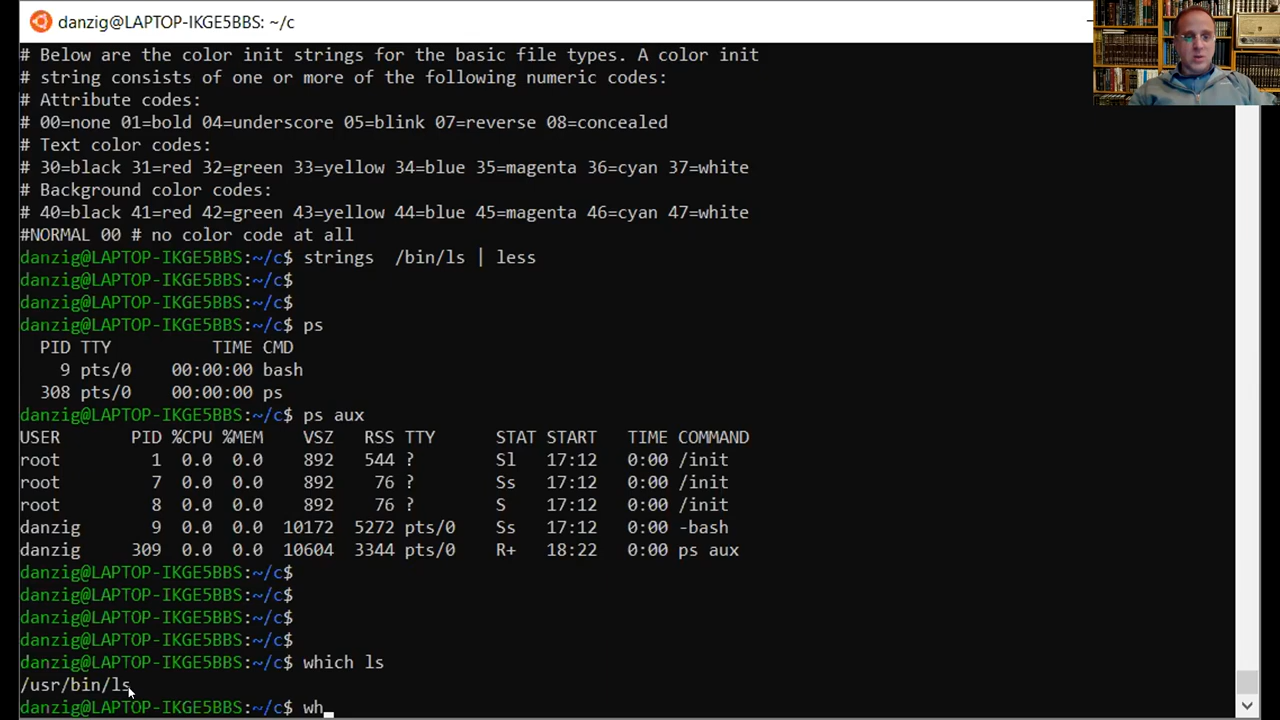 danzig@LAPTOP-IKGE5BBS: ~/c
# Below are the color init strings for the basic file types. A color init
# string consists of one or more of the following numeric codes:
# Attribute codes:
# 00=none 01=bold 04=underscore 05=blink 07=reverse 08=concealed
# Text color codes:
# 30=black 31=red 32=green 33=yellow 34=blue 35=magenta 36=cyan 37=white
# Background color codes:
# 40=black 41=red 42=green 43=yellow 44=blue 45=magenta 46=cyan 47=white
#NORMAL 00 # no color code at all
danzig@LAPTOP-IKGE5BBS:~/c$ strings  /bin/ls | less
danzig@LAPTOP-IKGE5BBS:~/c$
danzig@LAPTOP-IKGE5BBS:~/c$
danzig@LAPTOP-IKGE5BBS:~/c$ ps
  PID TTY          TIME CMD
    9 pts/0    00:00:00 bash
  308 pts/0    00:00:00 ps
danzig@LAPTOP-IKGE5BBS:~/c$ ps aux
USER       PID %CPU %MEM    VSZ   RSS TTY      STAT START   TIME COMMAND
root         1  0.0  0.0    892   544 ?        Sl   17:12   0:00 /init
root         7  0.0  0.0    892    76 ?        Ss   17:12   0:00 /init
root         8  0.0  0.0    892    76 ?        S    17:12   0:00 /init
danzig       9  0.0  0.0  10172  5272 pts/0    Ss   17:12   0:00 -bash
danzig     309  0.0  0.0  10604  3344 pts/0    R+   18:22   0:00 ps aux
danzig@LAPTOP-IKGE5BBS:~/c$
danzig@LAPTOP-IKGE5BBS:~/c$
danzig@LAPTOP-IKGE5BBS:~/c$
danzig@LAPTOP-IKGE5BBS:~/c$
danzig@LAPTOP-IKGE5BBS:~/c$ which ls
/usr/bin/ls
danzig@LAPTOP-IKGE5BBS:~/c$ wh